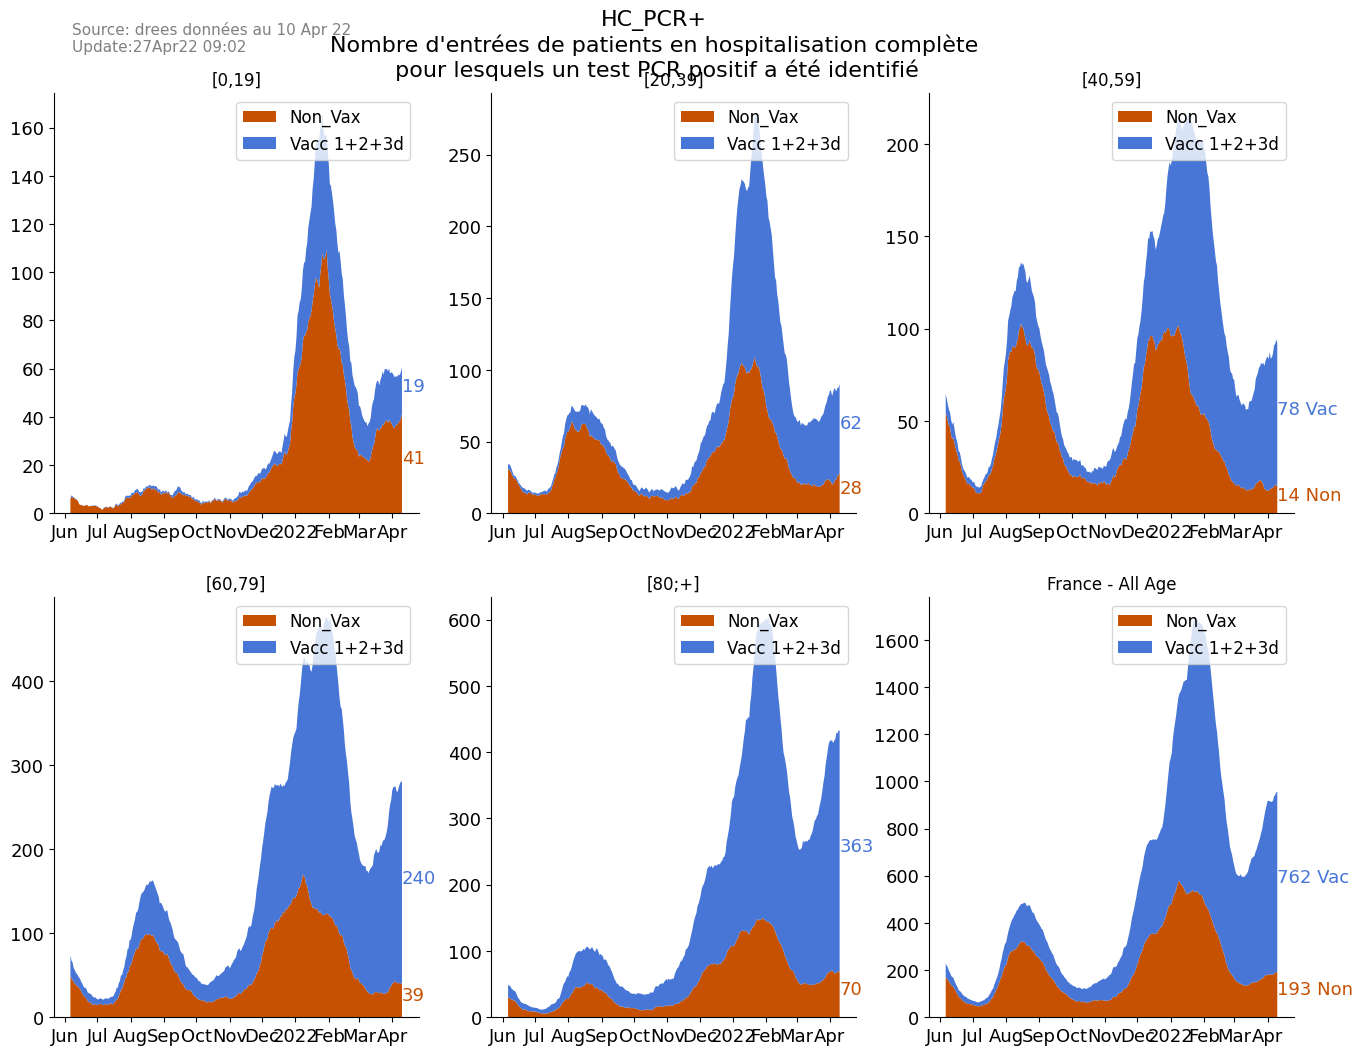 Source: drees données au 10 Apr 22
Update:27Apr22 09:02
HC_PCR+
Nombre d'entrées de patients en hospitalisation complète
pour lesquels un test PCR positif a été identifié
[0,19]
Non_Vax
Vacc 1+2+3d
160
140
120
100
80
60
40
20
0
19
41
Jun Jul Aug Sep Oct Nov Dec 2022 Feb Mar Apr
[20,39]
Non_Vax
Vacc 1+2+3d
250
200
150
100
50
0
62
28
Jun Jul Aug Sep Oct Nov Dec 2022 Feb Mar Apr
[40,59]
Non_Vax
Vacc 1+2+3d
200
150
100
50
0
78 Vac
14 Non
Jun Jul Aug Sep Oct Nov Dec 2022 Feb Mar Apr
[60,79]
Non_Vax
Vacc 1+2+3d
400
300
200
100
0
240
39
Jun Jul Aug Sep Oct Nov Dec 2022 Feb Mar Apr
[80;+]
Non_Vax
Vacc 1+2+3d
600
500
400
300
200
100
0
363
70
Jun Jul Aug Sep Oct Nov Dec 2022 Feb Mar Apr
France - All Age
Non_Vax
Vacc 1+2+3d
1600
1400
1200
1000
800
600
400
200
0
762 Vac
193 Non
Jun Jul Aug Sep Oct Nov Dec 2022 Feb Mar Apr